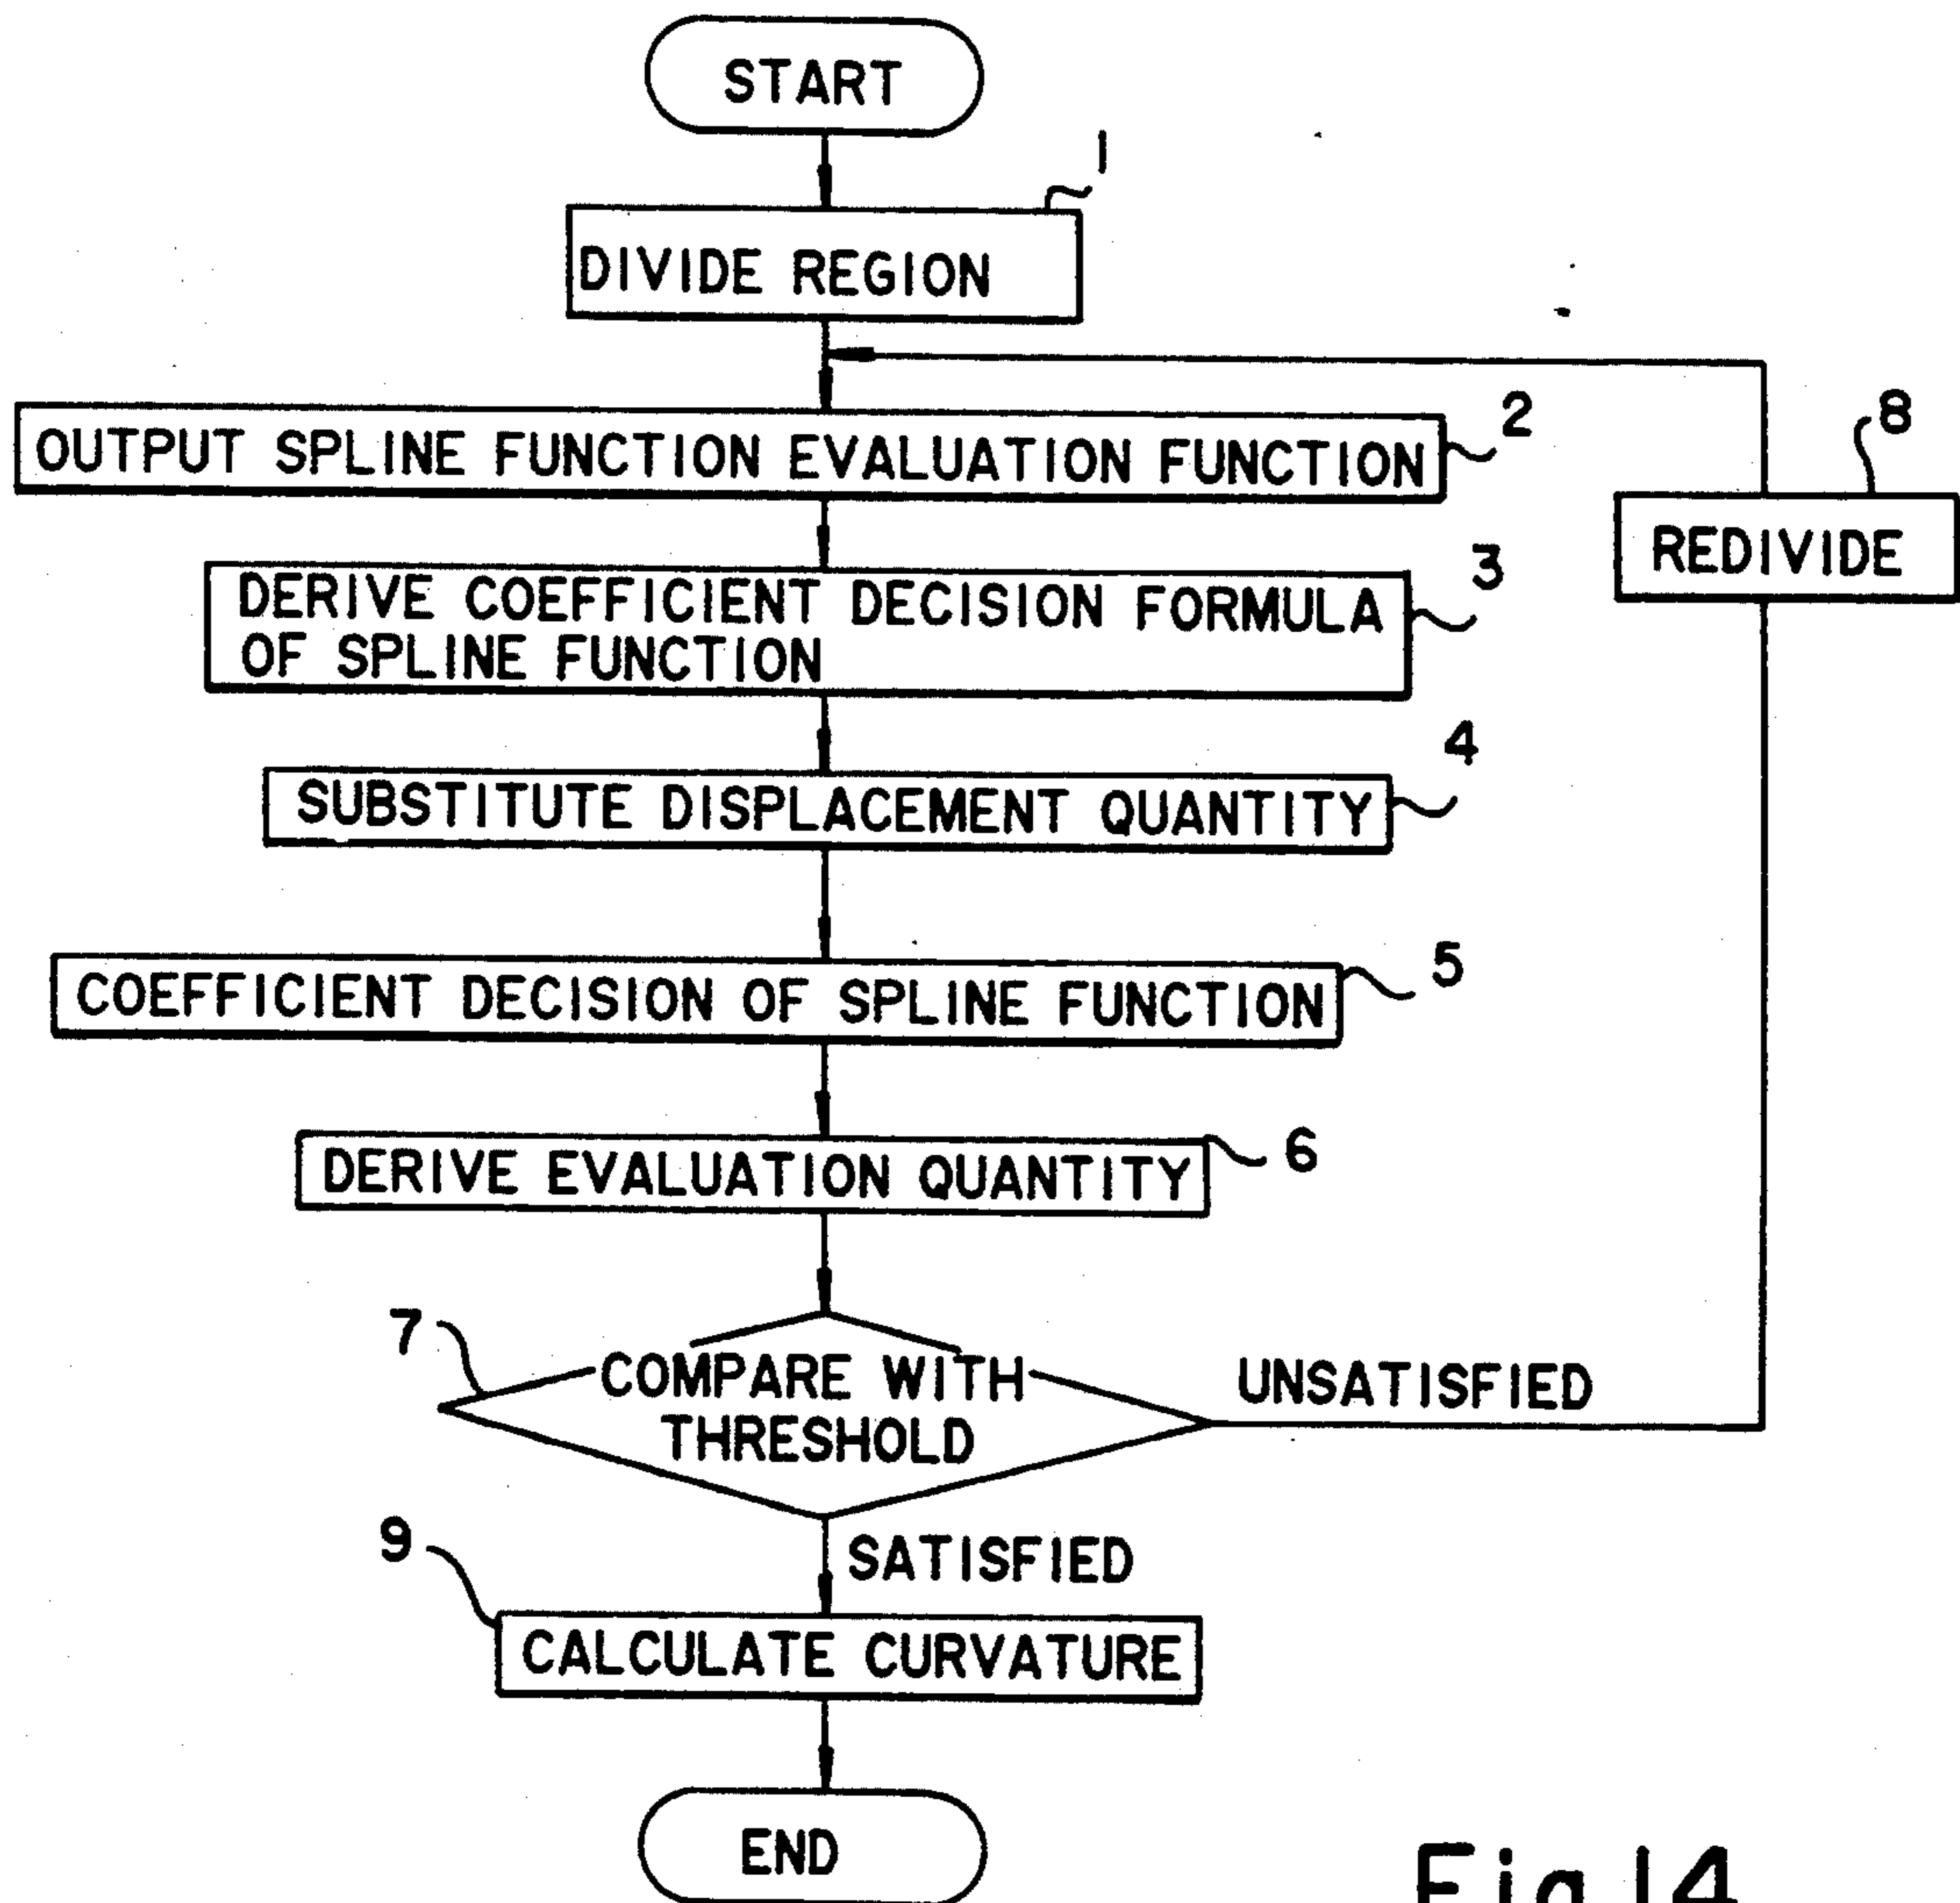 START
1
DIVIDE REGION
2
OUTPUT SPLINE FUNCTION EVALUATION FUNCTION
8
REDIVIDE
3
DERIVE COEFFICIENT DECISION FORMULA
OF SPLINE FUNCTION
4
SUBSTITUTE DISPLACEMENT QUANTITY
5
COEFFICIENT DECISION OF SPLINE FUNCTION
6
DERIVE EVALUATION QUANTITY
7
COMPARE WITH
THRESHOLD
UNSATISFIED
SATISFIED
9
CALCULATE CURVATURE
END
Fig 14